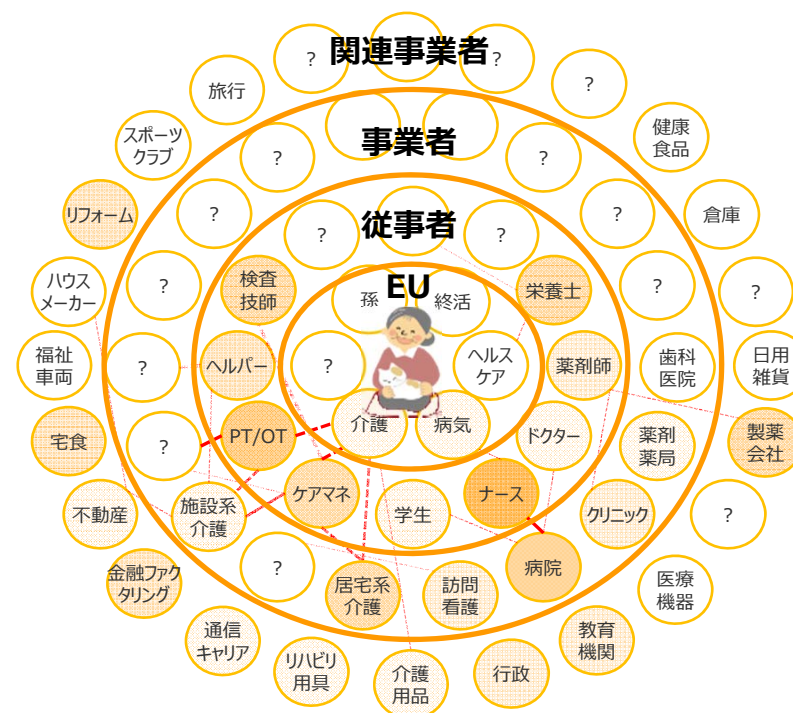 関連事業者
?
?
?
旅行
健康
食品
スポーツ
クラブ
事業者
?
?
リフォーム
?
従事者
?
倉庫
?
?
ハウス
メーカー
検査
技師
EU
孫
終活
栄養士
?
?
福祉
車両
?
ヘルパー
?
ヘルス
ケア
薬剤師
歯科
医院
日用
雑貨
宅食
?
PT/OT
介護
病気
ドクター
薬剤
薬局
製薬
会社
不動産
施設系
介護
ケアマネ
学生
ナース
クリニック
?
金融ファク
タリング
?
居宅系
介護
訪問
看護
病院
医療
機器
通信
キャリア
リハビリ
用具
介護
用品
行政
教育
機関